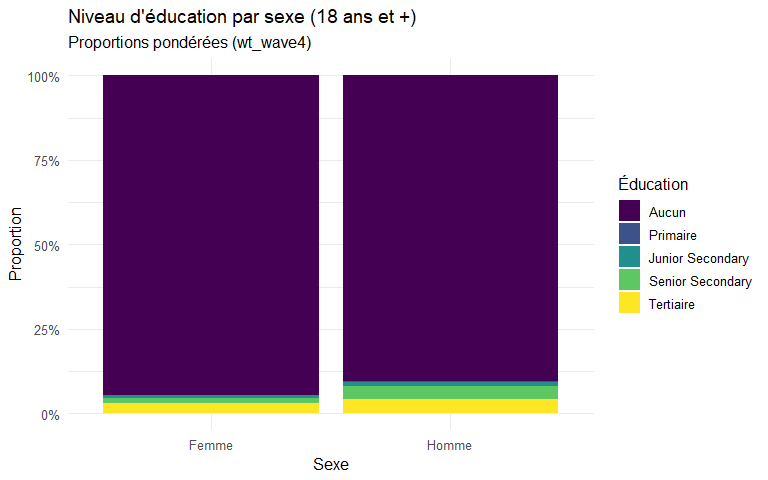 Niveau d'éducation par sexe (18 ans et +)
Proportions pondérées (wt_wave4)
100%
75%
50%
25%
0%
Proportion
Femme
Homme
Sexe
Éducation
Aucun
Primaire
Junior Secondary
Senior Secondary
Tertiaire